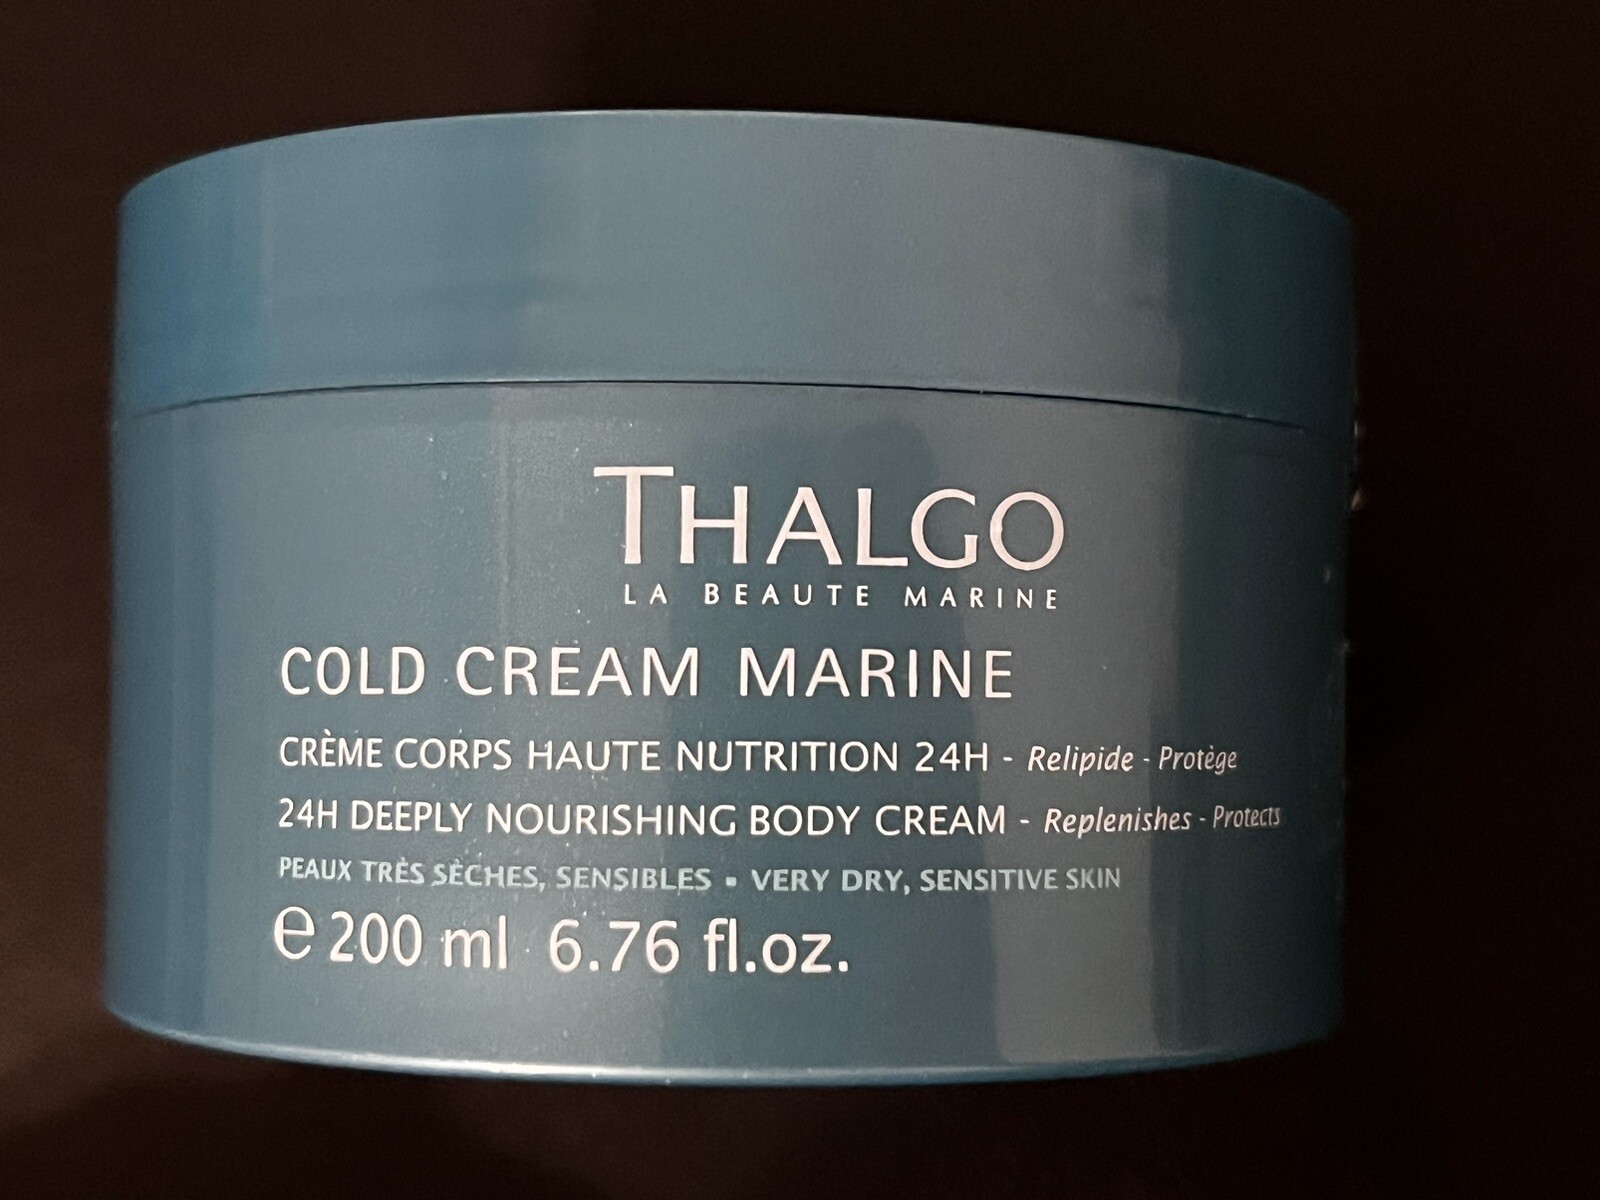 THALGO
LA BEAUTE MARINE
COLD CREAM MARINE
CRÈME CORPS HAUTE NUTRITION 24H - Relipide - Protège
24H DEEPLY NOURISHING BODY CREAM - Replenishes - Protects
PEAUX TRÈS SÈCHES, SENSIBLES ▪ VERY DRY, SENSITIVE SKIN
e 200 ml 6.76 fl.oz.